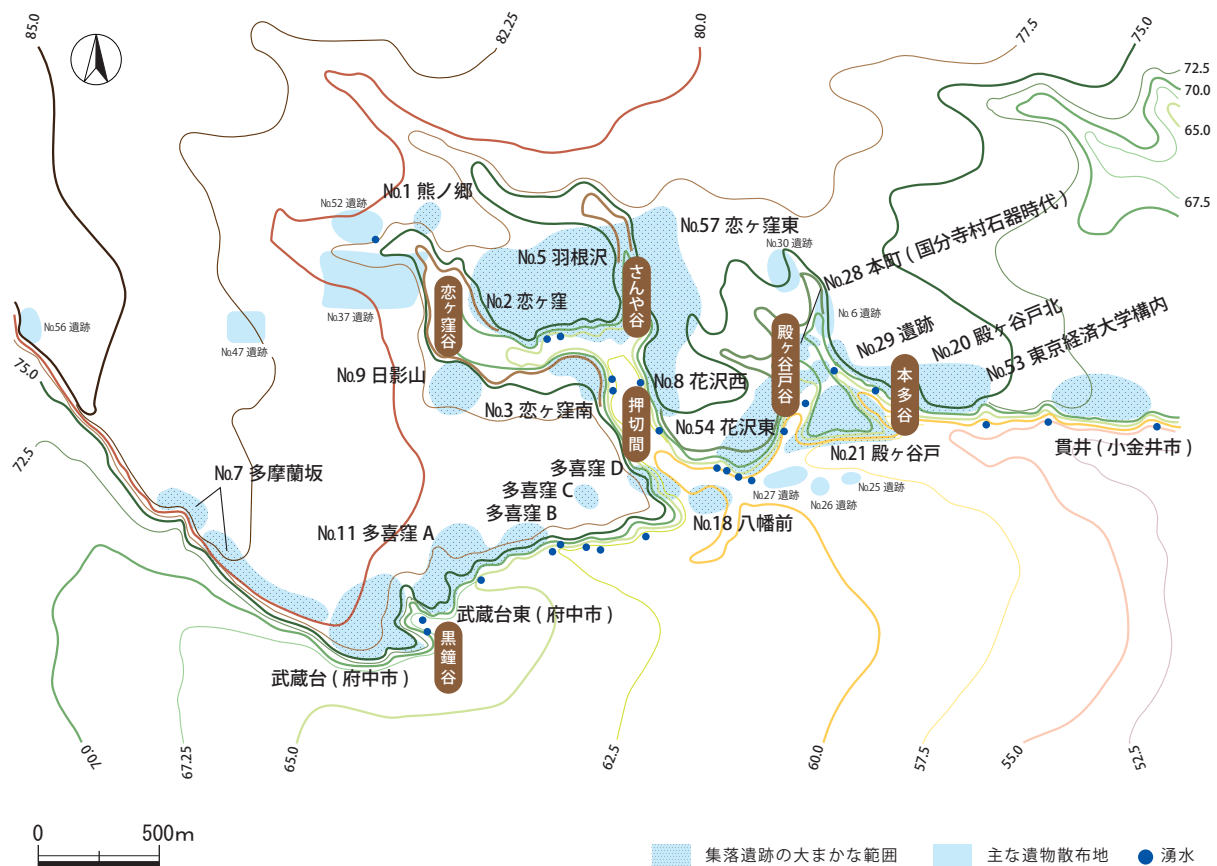 85.0
82.25
80.0
77.5
75.0
72.5
70.0
65.0
67.5
No.52 遺跡
No.1 熊ノ郷
No.57 恋ヶ窪東
No.30 遺跡
No.28 本町 ( 国分寺村石器時代 )
No.5 羽根沢
さんや谷
恋ヶ窪谷
No.2 恋ヶ窪
No.37 遺跡
No.6 遺跡
No.29 遺跡
No.20 殿ヶ谷戸北
No.53 東京経済大学構内
殿ヶ谷戸谷
本多谷
No.56 遺跡
No.47 遺跡
No.9 日影山
No.3 恋ヶ窪南
No.8 花沢西
押切間
No.54 花沢東
No.21 殿ヶ谷戸
貫井 ( 小金井市 )
75.0
72.5
No.7 多摩蘭坂
多喜窪 D
多喜窪 C
多喜窪 B
No.11 多喜窪 A
No.27 遺跡
No.26 遺跡
No.25 遺跡
No.18 八幡前
武蔵台東 ( 府中市 )
黒鐘谷
武蔵台 ( 府中市 )
70.0
67.25
65.0
62.5
60.0
57.5
55.0
52.5
0 500m
集落遺跡の大まかな範囲 主な遺物散布地 湧水